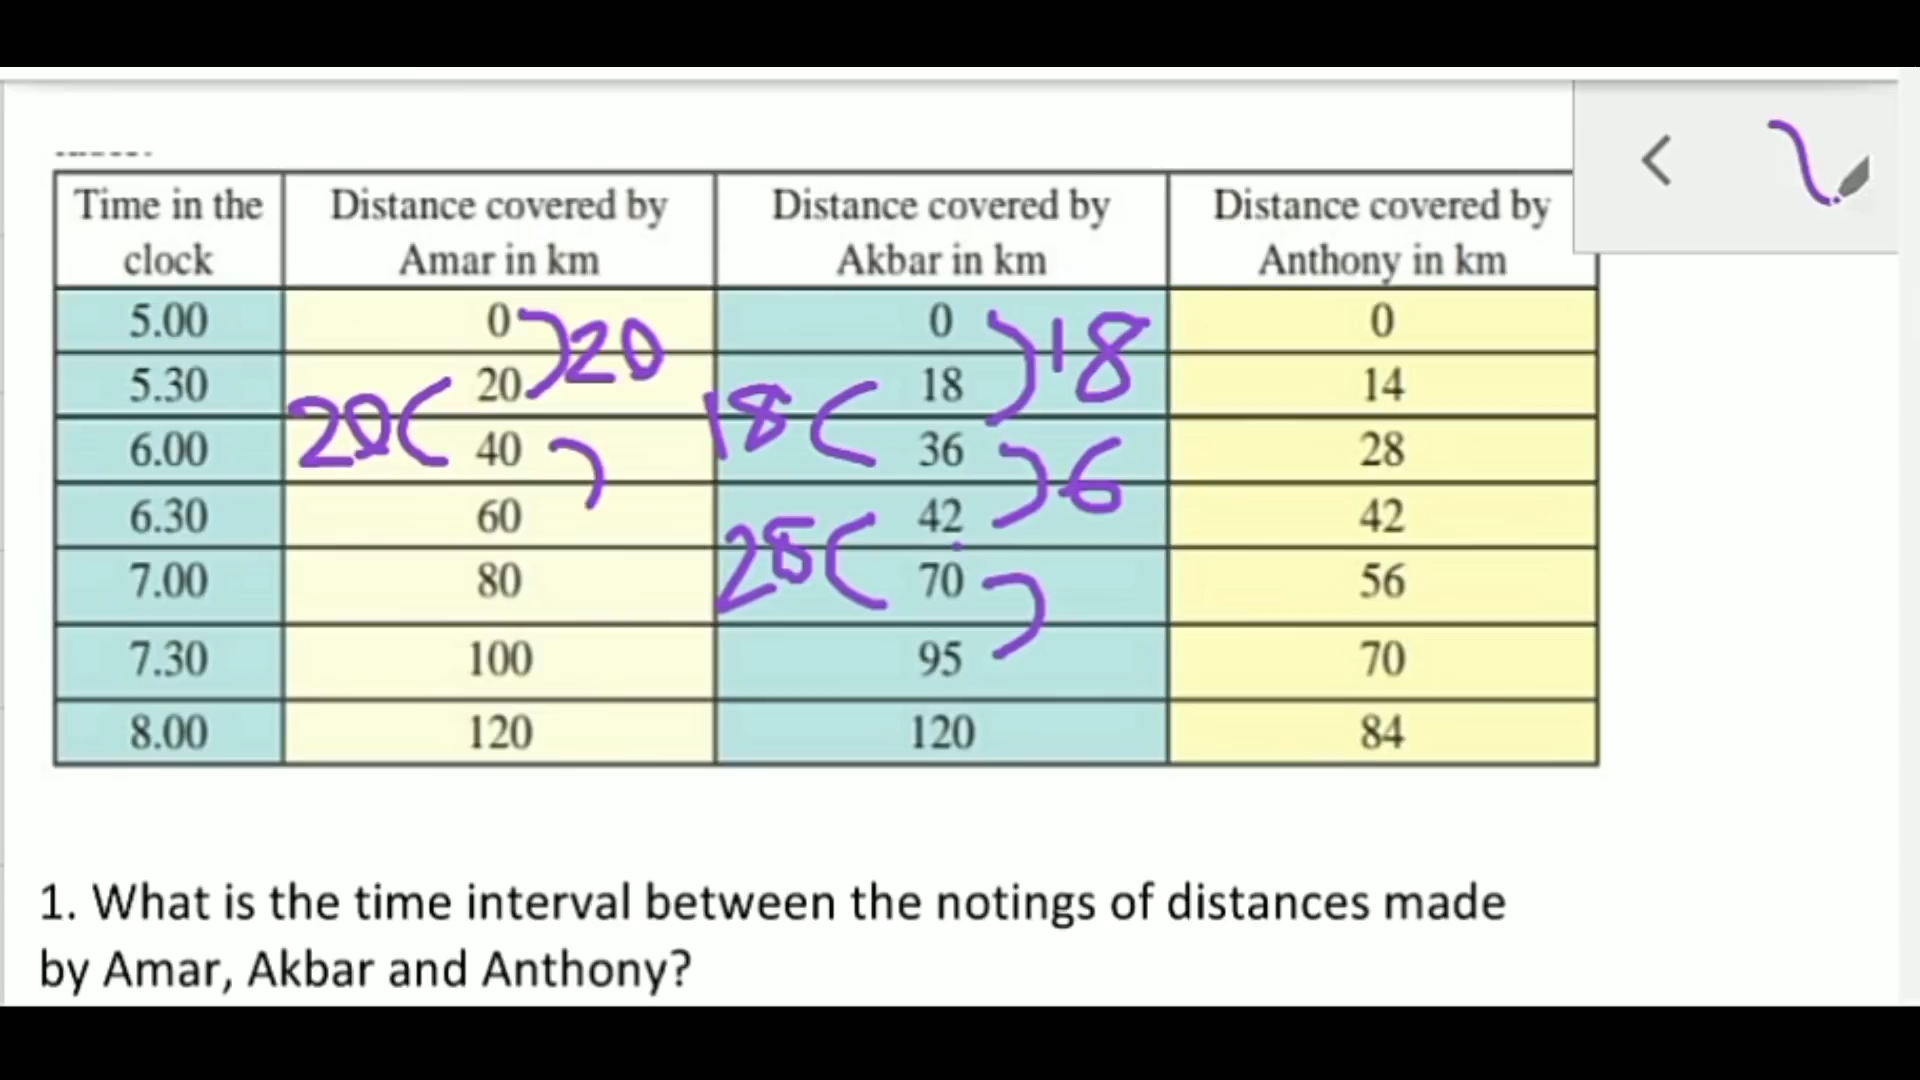 Time in the clock Distance covered by Amar in km Distance covered by Akbar in km Distance covered by Anthony in km
5.00 0 0 0
20 18
5.30 20 18 14
20 18
6.00 40 36 28
6
6.30 60 42 42
28
7.00 80 70 56
7.30 100 95 70
8.00 120 120 84
1. What is the time interval between the notings of distances made
by Amar, Akbar and Anthony?